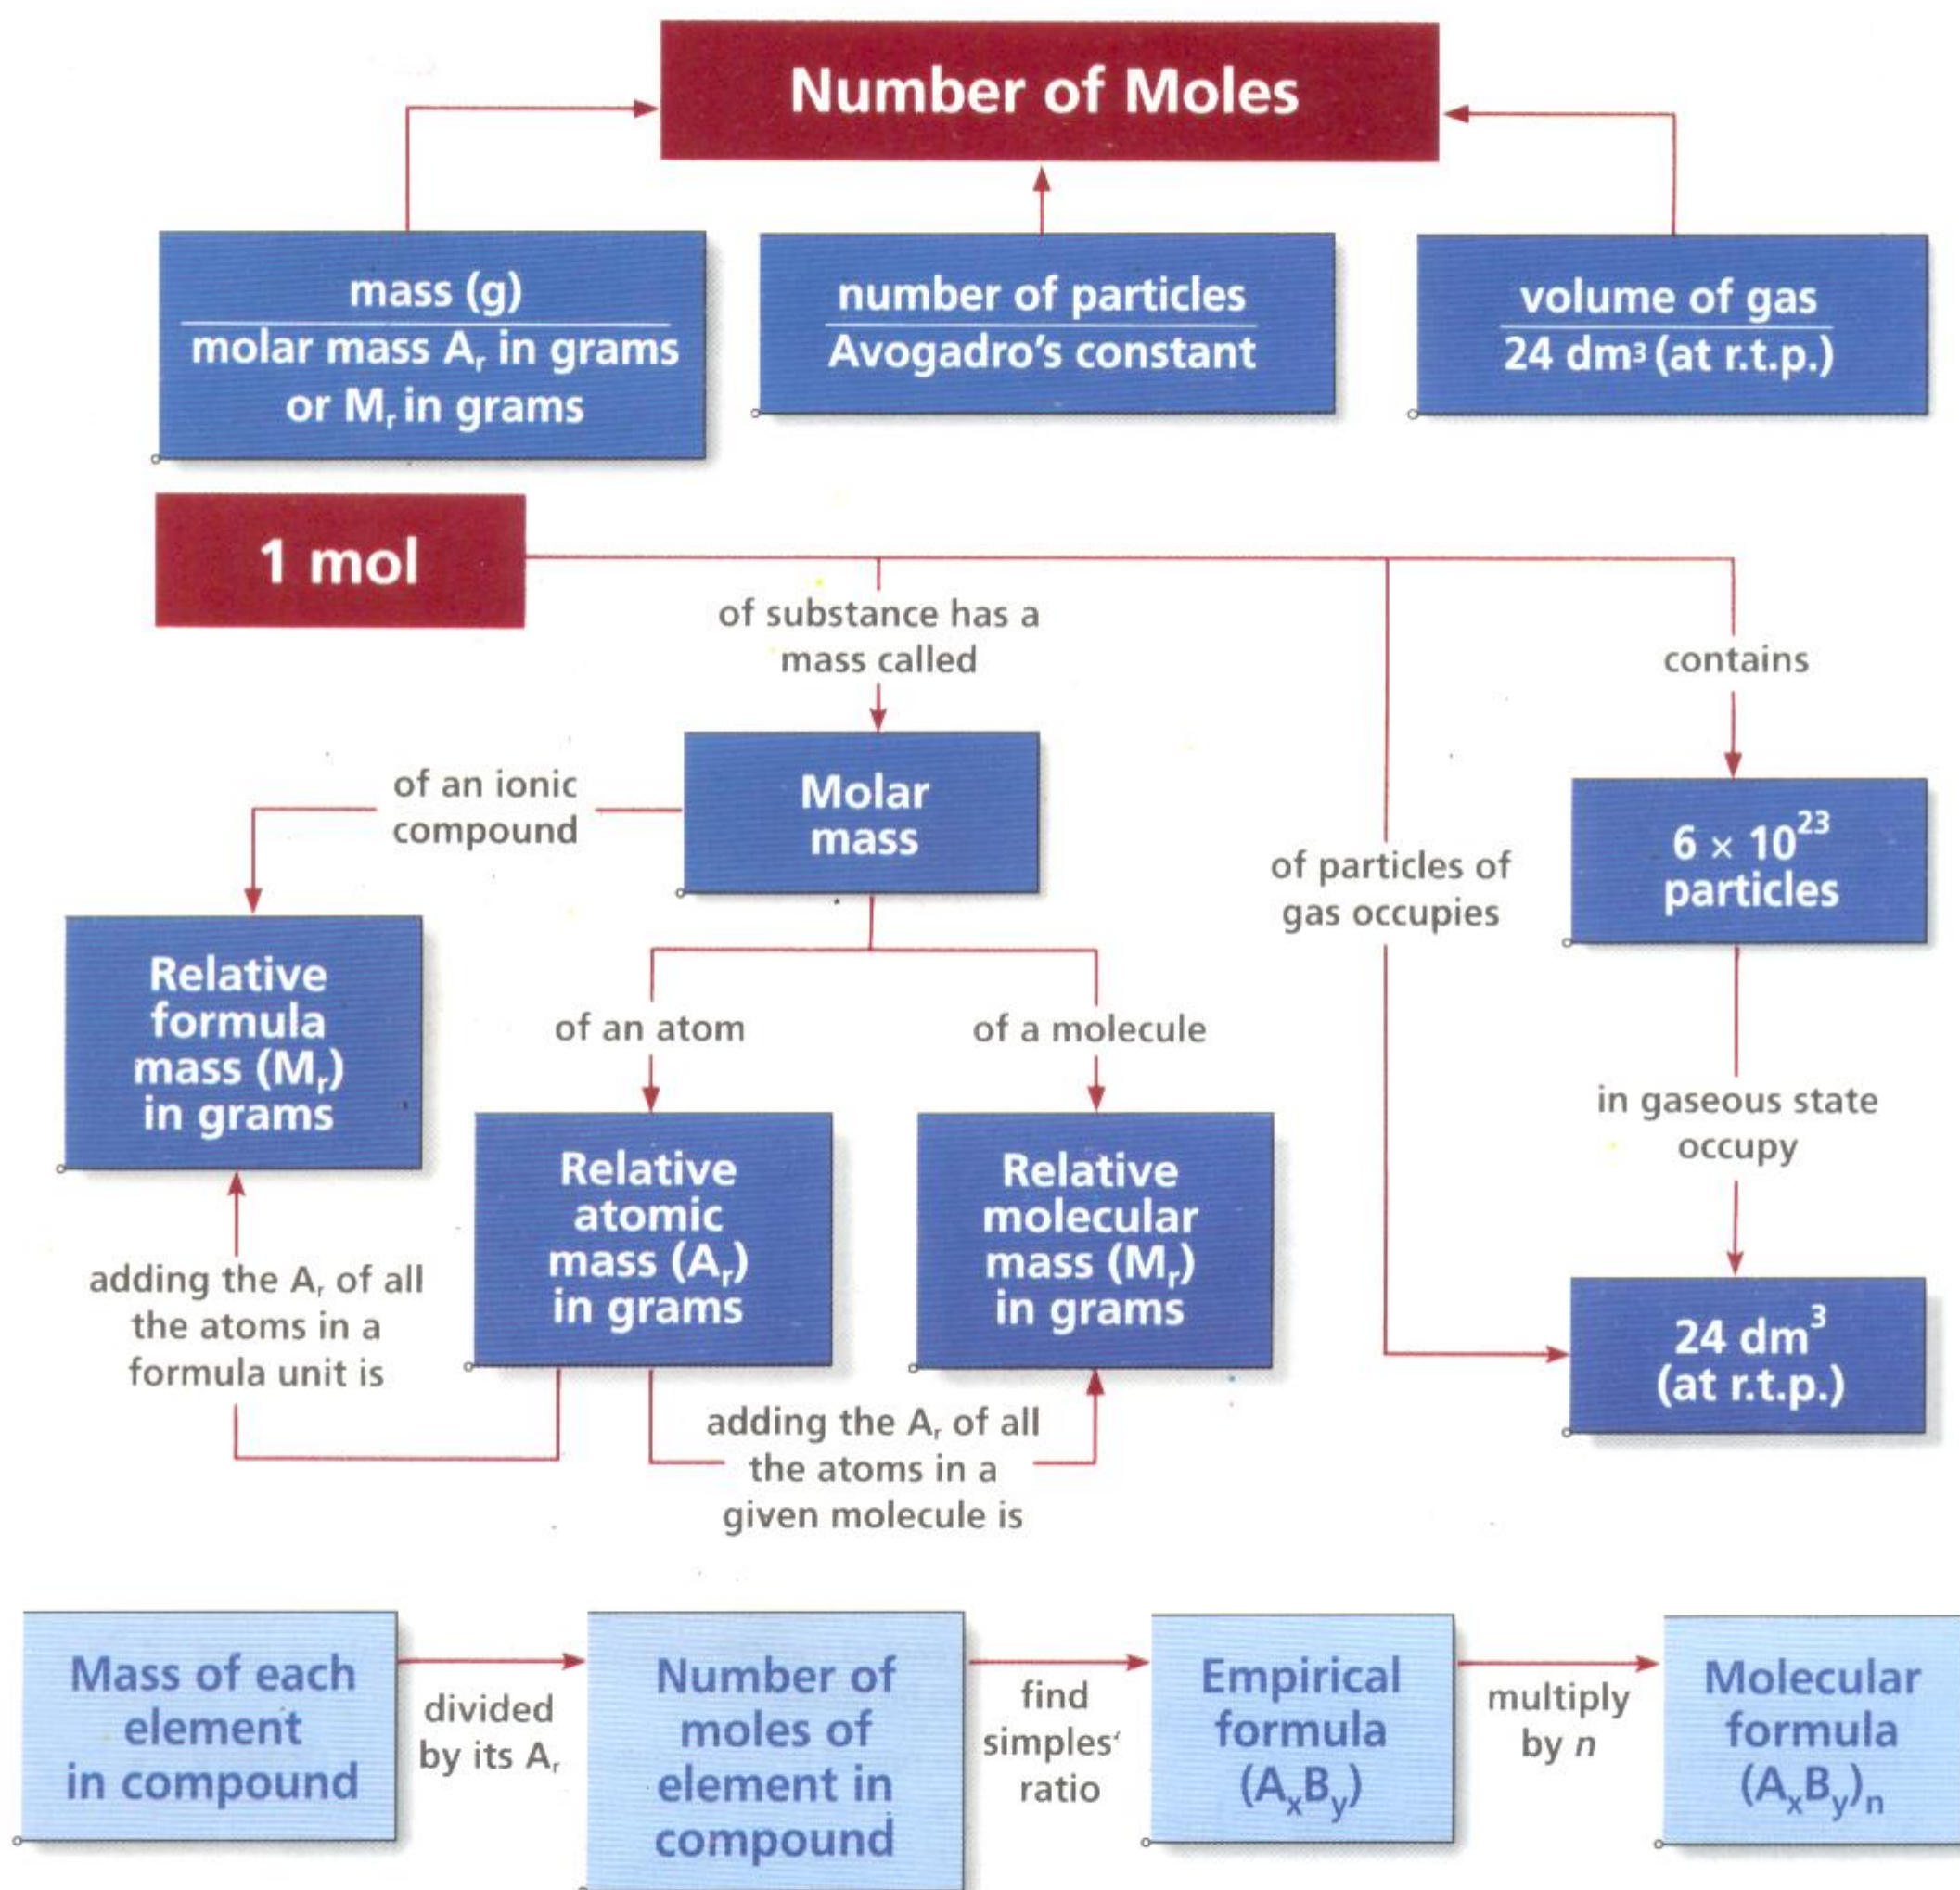 Number of Moles
mass (g)
molar mass Aᵣ in grams
or Mᵣ in grams
number of particles
Avogadro's constant
volume of gas
24 dm³ (at r.t.p.)
1 mol
of substance has a
mass called
contains
of an ionic
compound
Molar
mass
of particles of
gas occupies
6 × 10²³
particles
Relative
formula
mass (Mᵣ)
in grams
of an atom
of a molecule
in gaseous state
occupy
Relative
atomic
mass (Aᵣ)
in grams
Relative
molecular
mass (Mᵣ)
in grams
24 dm³
(at r.t.p.)
adding the Aᵣ of all
the atoms in a
formula unit is
adding the Aᵣ of all
the atoms in a
given molecule is
Mass of each
element
in compound
divided
by its Aᵣ
Number of
moles of
element in
compound
find
simples'
ratio
Empirical
formula
(AₓBᵧ)
multiply
by n
Molecular
formula
(AₓBᵧ)ₙ